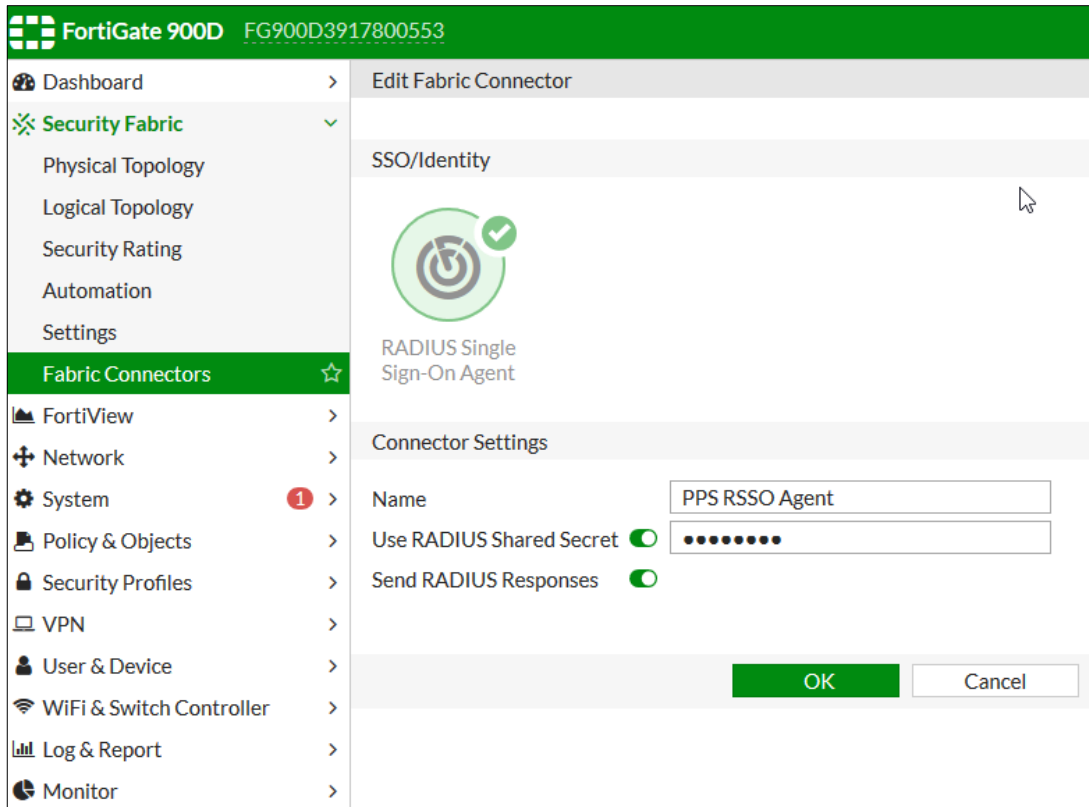 FortiGate 900D FG900D3917800553
Dashboard
Security Fabric
Physical Topology
Logical Topology
Security Rating
Automation
Settings
Fabric Connectors
FortiView
Network
System 1
Policy & Objects
Security Profiles
VPN
User & Device
WiFi & Switch Controller
Log & Report
Monitor
Edit Fabric Connector
SSO/Identity
RADIUS Single
Sign-On Agent
Connector Settings
Name PPS RSSO Agent
Use RADIUS Shared Secret ●●●●●●●●
Send RADIUS Responses
OK Cancel